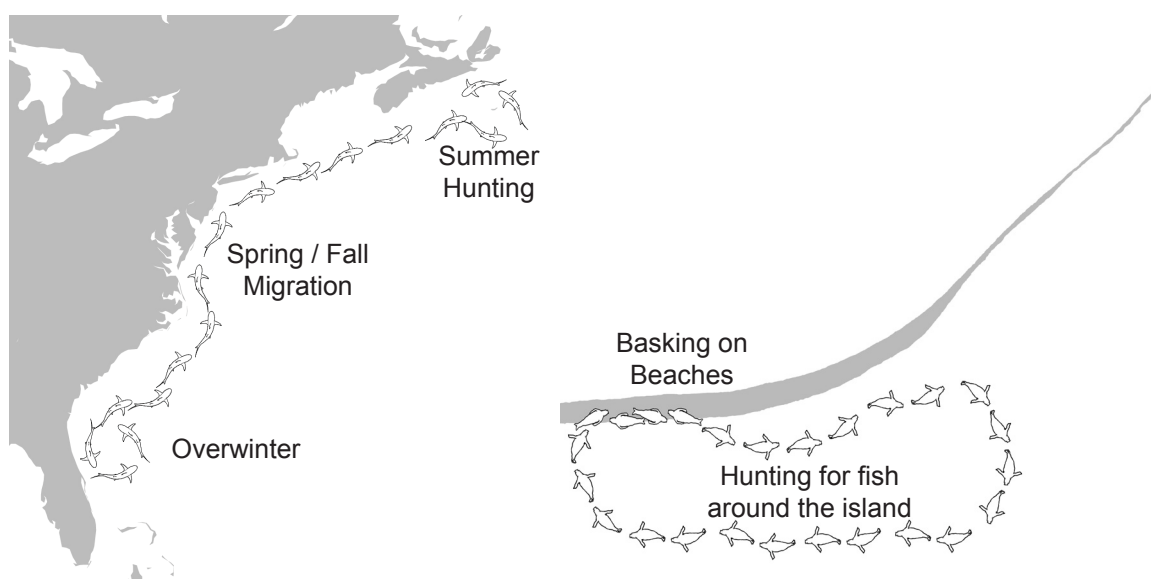 Summer
Hunting
Spring / Fall
Migration
Overwinter
Basking on
Beaches
Hunting for fish
around the island